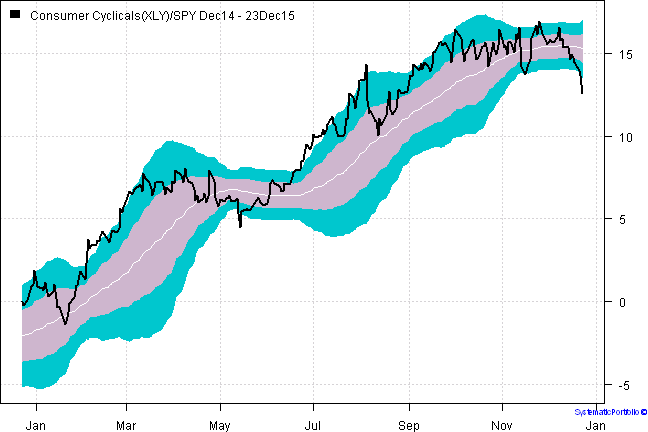 Consumer Cyclicals(XLY)/SPY Dec14 - 23Dec15
15
10
5
0
-5
SystematicPortfolio ©
Jan Mar May Jul Sep Nov Jan